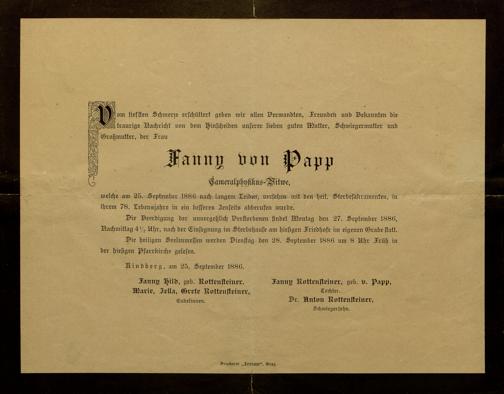 Vom tiefsten Schmerze erschüttert geben wir allen Verwandten, Freunden und Bekannten die
traurige Nachricht von dem Hinscheiden unserer lieben guten Mutter, Schwiegermutter und
Großmutter, der Frau
Fanny von Papp
Cameralphysikus-Witwe,
welche am 25. September 1886 nach langem Leiden, versehen mit den heil. Sterbesakramenten, in
ihrem 78. Lebensjahre in ein besseres Jenseits abberufen wurde.
Die Beerdigung der unvergeßlich Verstorbenen findet Montag den 27. September 1886,
Nachmittag 4½ Uhr, nach der Einsegnung im Sterbehause am hiesigen Friedhofe im eigenen Grabe statt.
Die heiligen Seelenmessen werden Dienstag den 28. September 1886 um 8 Uhr Früh in
der hiesigen Pfarrkirche gelesen.
Kindberg, am 25. September 1886.
Fanny Hild, geb. Rottensteiner.
Marie, Jella, Grete Rottensteiner,
Enkelinnen.
Fanny Rottensteiner, geb. v. Papp,
Tochter.
Dr. Anton Rottensteiner,
Schwiegersohn.
Druckerei „Leykam“, Graz.